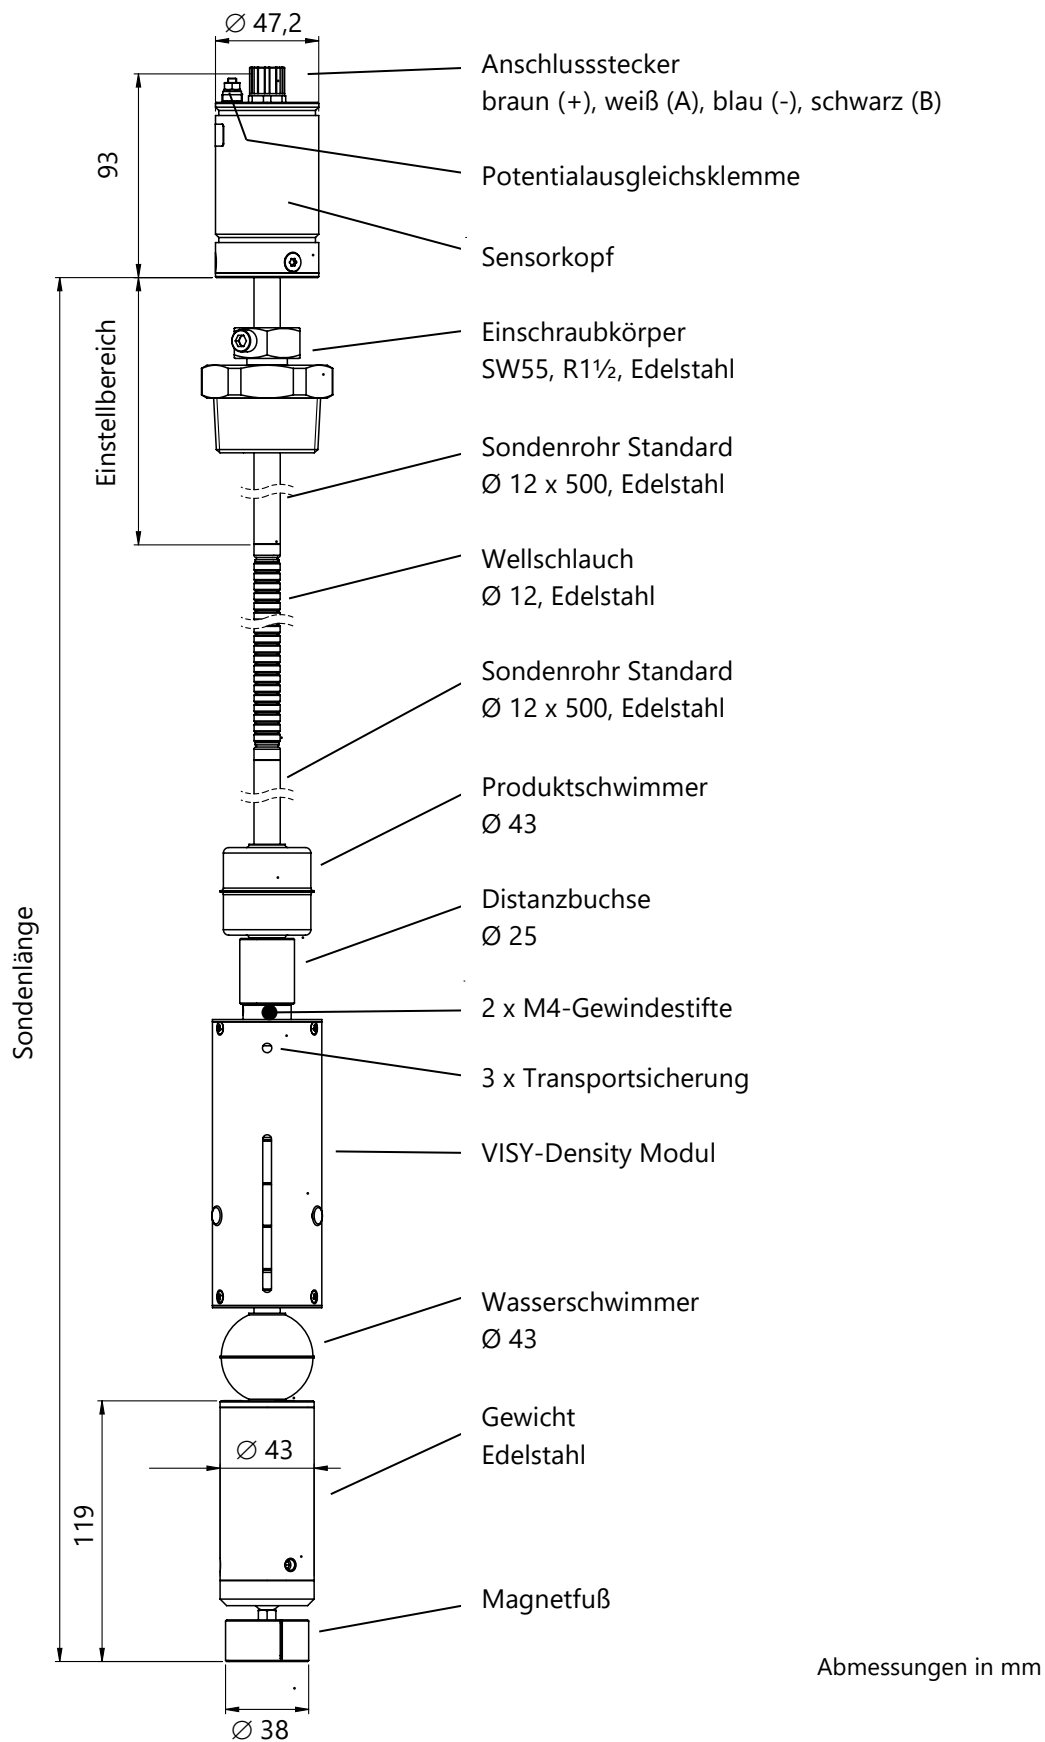 ∅ 47,2
Anschlussstecker
braun (+), weiß (A), blau (-), schwarz (B)
93
Potentialausgleichsklemme
Sensorkopf
Einstellbereich
Einschraubkörper
SW55, R1½, Edelstahl
Sondenrohr Standard
Ø 12 x 500, Edelstahl
Wellschlauch
Ø 12, Edelstahl
Sondenrohr Standard
Ø 12 x 500, Edelstahl
Produktschwimmer
Ø 43
Distanzbuchse
Ø 25
Sondenlänge
2 x M4-Gewindestifte
3 x Transportsicherung
VISY-Density Modul
Wasserschwimmer
Ø 43
Gewicht
Edelstahl
∅ 43
119
Magnetfuß
Abmessungen in mm
∅ 38